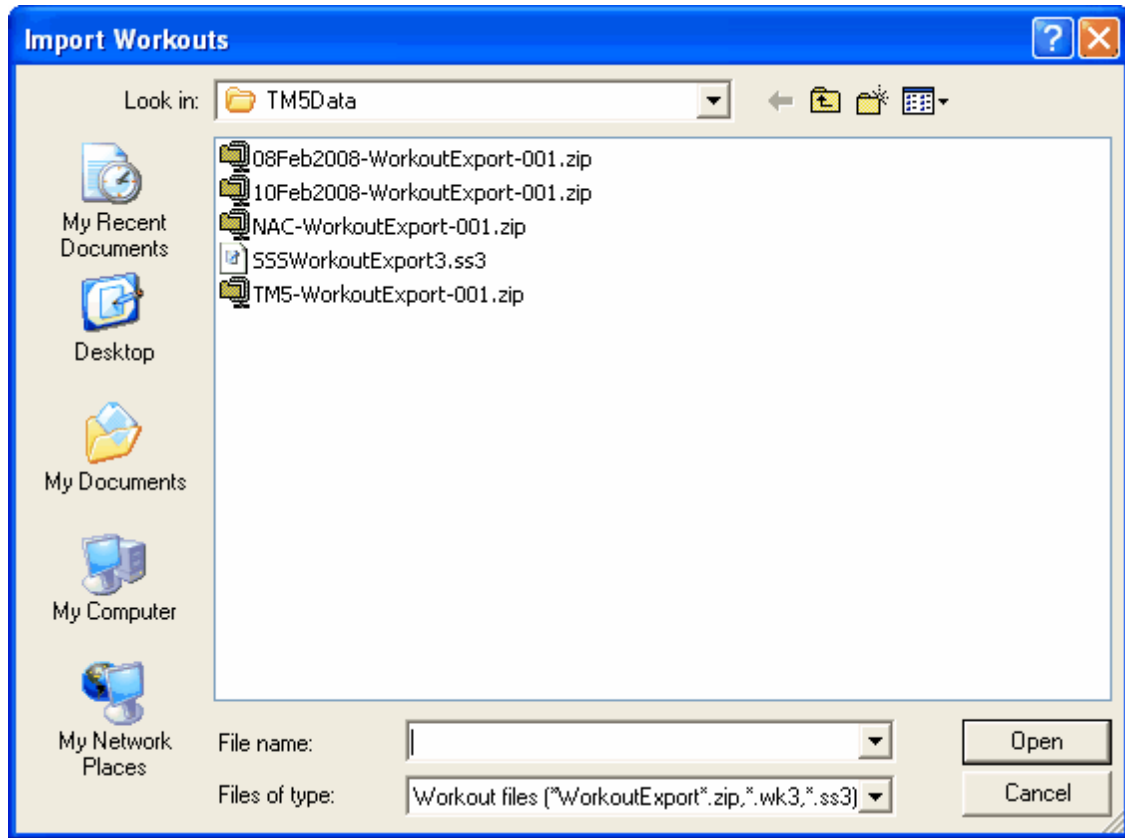 Import Workouts
Look in:
TM5Data
08Feb2008-WorkoutExport-001.zip
10Feb2008-WorkoutExport-001.zip
NAC-WorkoutExport-001.zip
SSSWorkoutExport3.ss3
TM5-WorkoutExport-001.zip
My Recent
Documents
Desktop
My Documents
My Computer
My Network
Places
File name:
Open
Files of type:
Workout files (*WorkoutExport*.zip,*.wk3,*.ss3)
Cancel